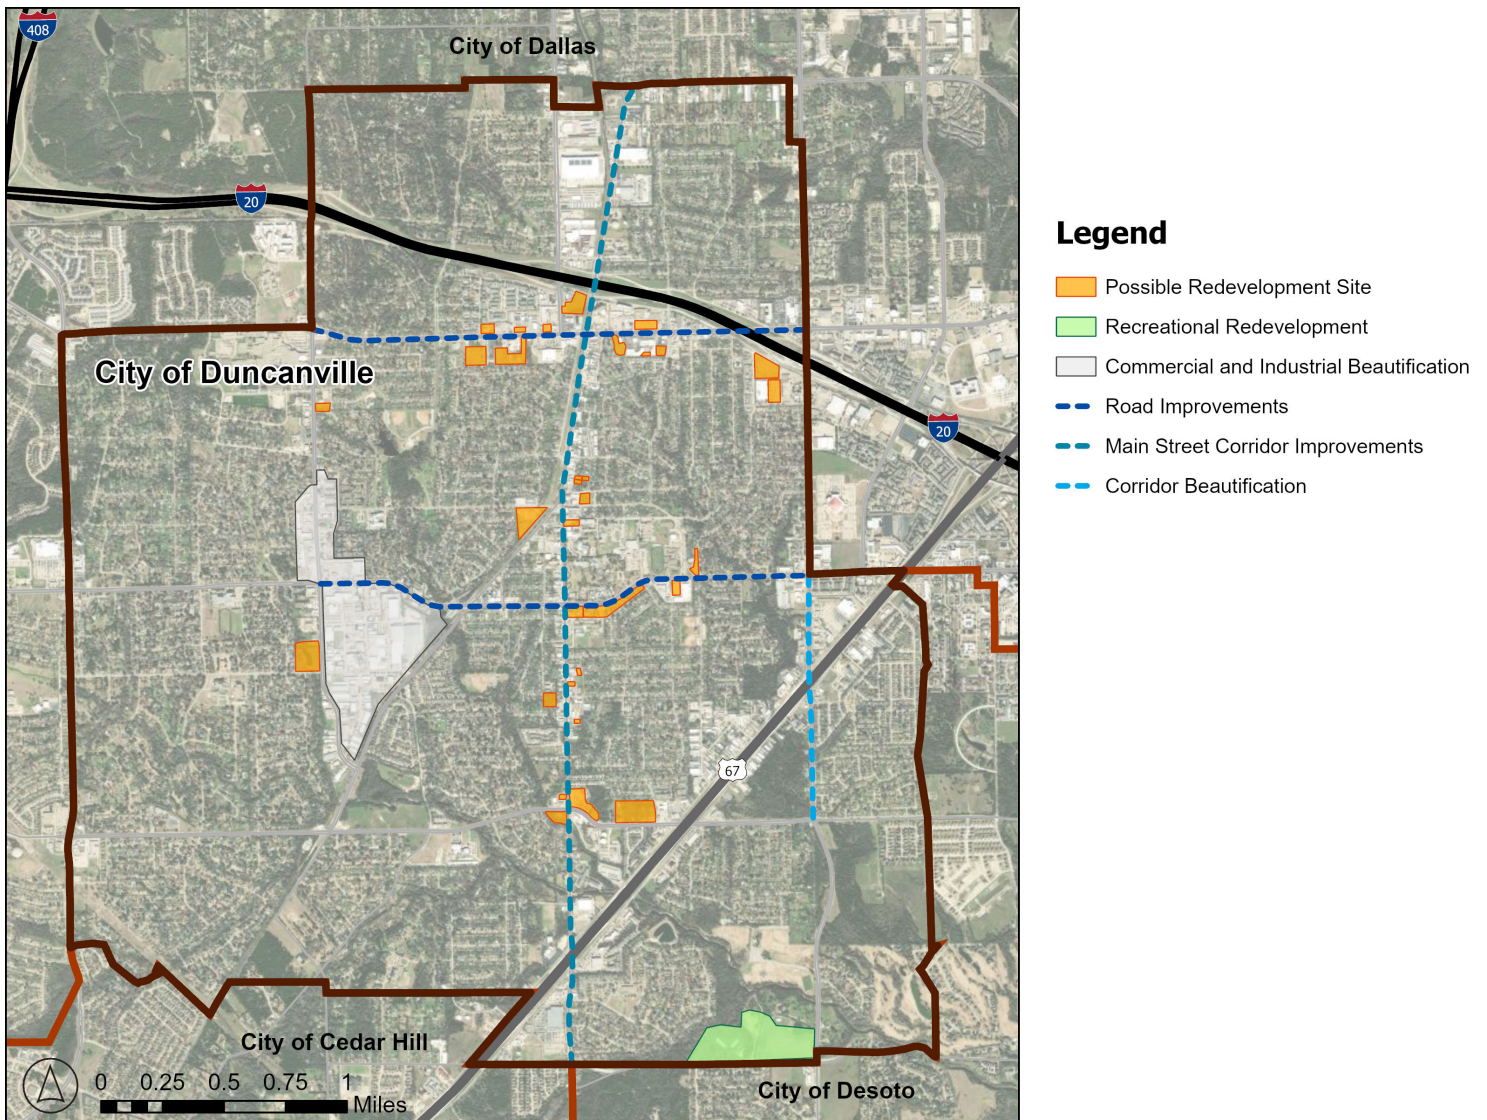 408
City of Dallas
20
City of Duncanville
20
67
City of Cedar Hill
City of Desoto
0 0.25 0.5 0.75 1
Miles
Legend
Possible Redevelopment Site
Recreational Redevelopment
Commercial and Industrial Beautification
Road Improvements
Main Street Corridor Improvements
Corridor Beautification